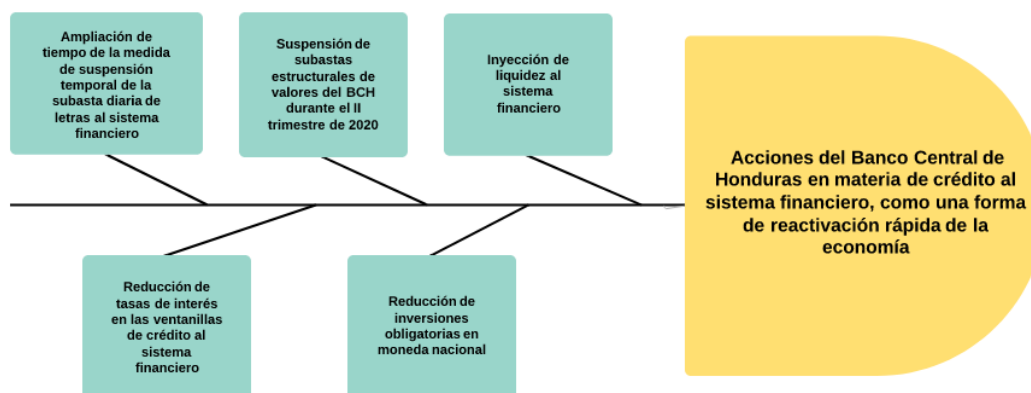 Ampliación de
tiempo de la medida
de suspensión
temporal de la
subasta diaria de
letras al sistema
financiero
Suspensión de
subastas
estructurales de
valores del BCH
durante el II
trimestre de 2020
Inyección de
liquidez al
sistema
financiero
Acciones del Banco Central de
Honduras en materia de crédito al
sistema financiero, como una forma
de reactivación rápida de la
economía
Reducción de
tasas de interés
en las ventanillas
de crédito al
sistema
financiero
Reducción de
inversiones
obligatorias en
moneda nacional